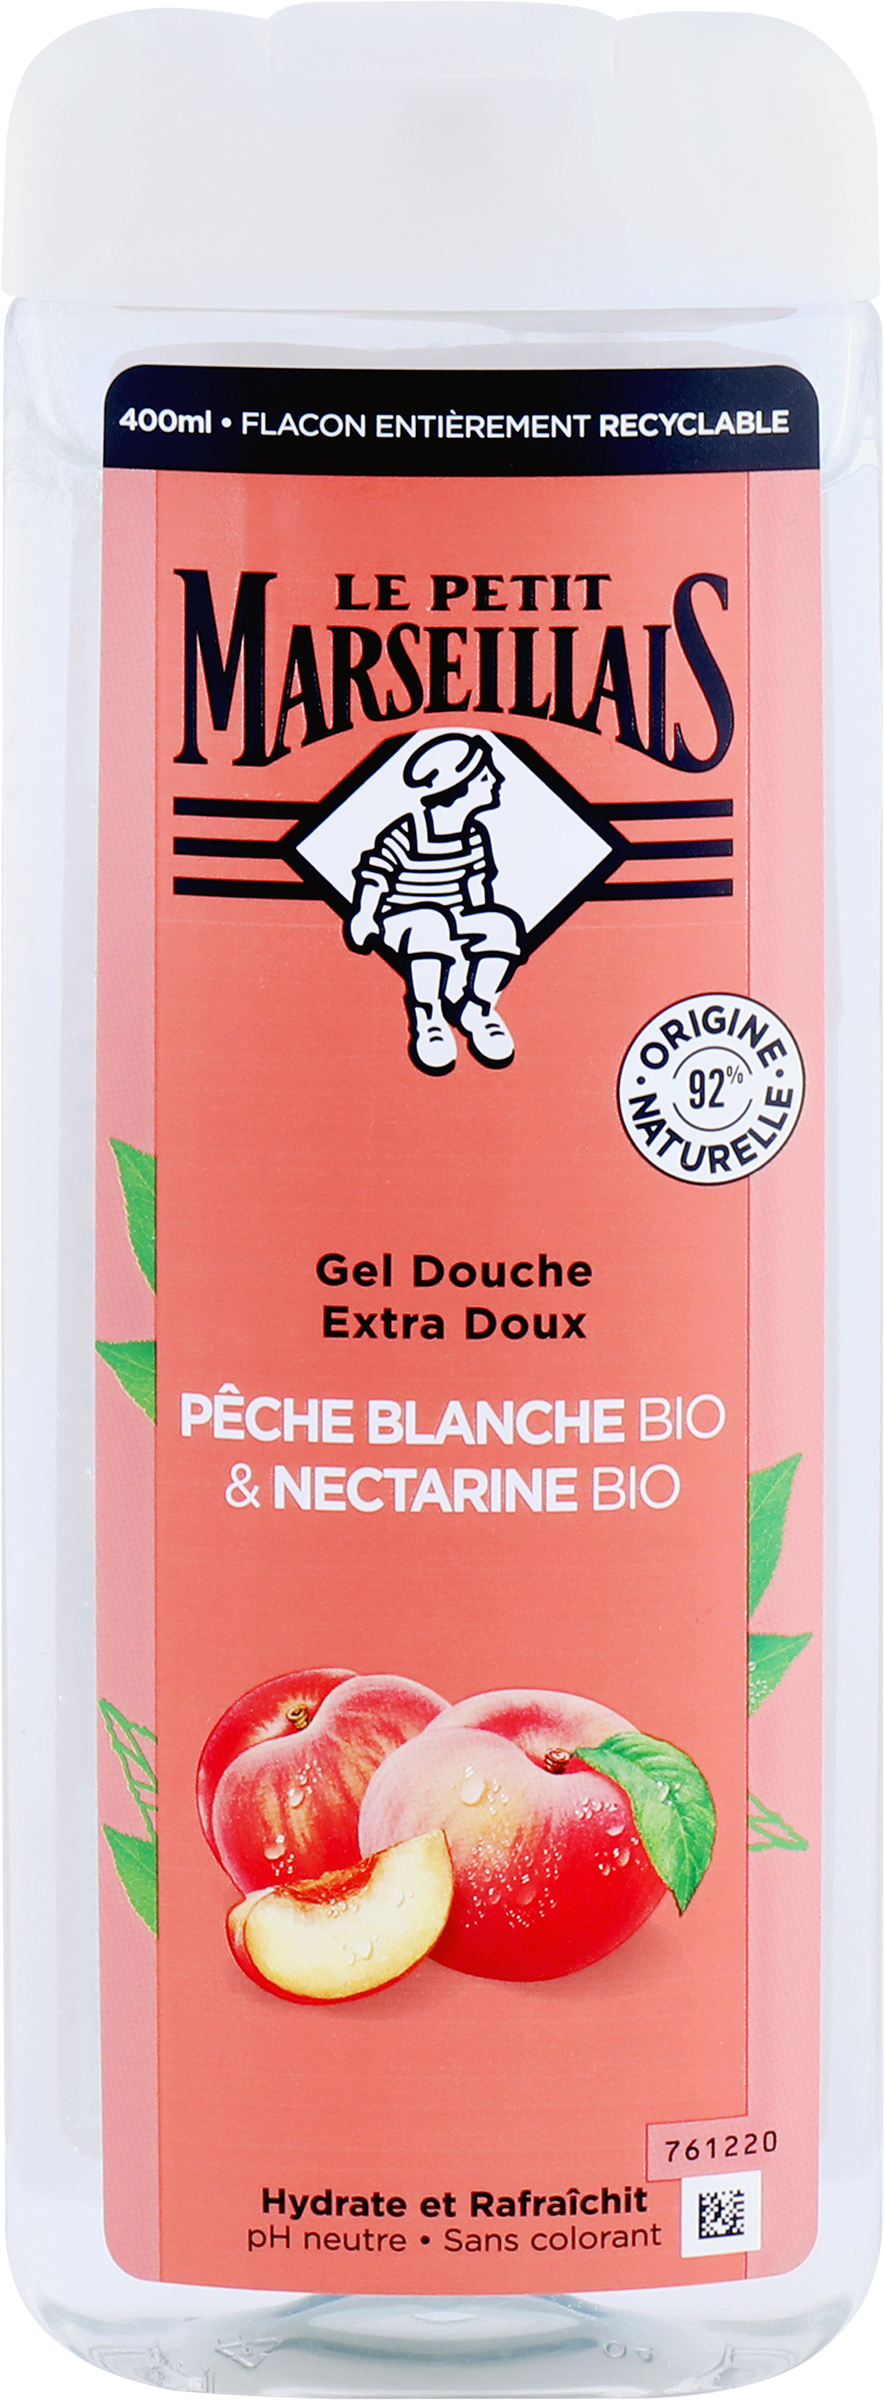 400ml • FLACON ENTIÈREMENT RECYCLABLE
LE PETIT
MARSEILLAIS
• ORIGINE •
92%
NATURELLE
Gel Douche
Extra Doux
PÊCHE BLANCHE BIO
& NECTARINE BIO
761220
Hydrate et Rafraîchit
pH neutre • Sans colorant